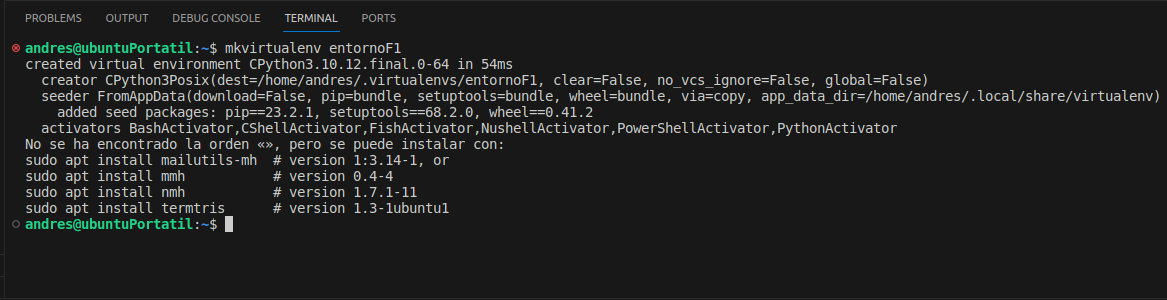 PROBLEMS OUTPUT DEBUG CONSOLE TERMINAL PORTS
andres@ubuntuPortatil:~$ mkvirtualenv entornoF1
created virtual environment CPython3.10.12.final.0-64 in 54ms
  creator CPython3Posix(dest=/home/andres/.virtualenvs/entornoF1, clear=False, no_vcs_ignore=False, global=False)
  seeder FromAppData(download=False, pip=bundle, setuptools=bundle, wheel=bundle, via=copy, app_data_dir=/home/andres/.local/share/virtualenv)
    added seed packages: pip==23.2.1, setuptools==68.2.0, wheel==0.41.2
  activators BashActivator,CShellActivator,FishActivator,NushellActivator,PowerShellActivator,PythonActivator
No se ha encontrado la orden «», pero se puede instalar con:
sudo apt install mailutils-mh  # version 1:3.14-1, or
sudo apt install mmh           # version 0.4-4
sudo apt install nmh           # version 1.7.1-11
sudo apt install termtris      # version 1.3-1ubuntu1
andres@ubuntuPortatil:~$